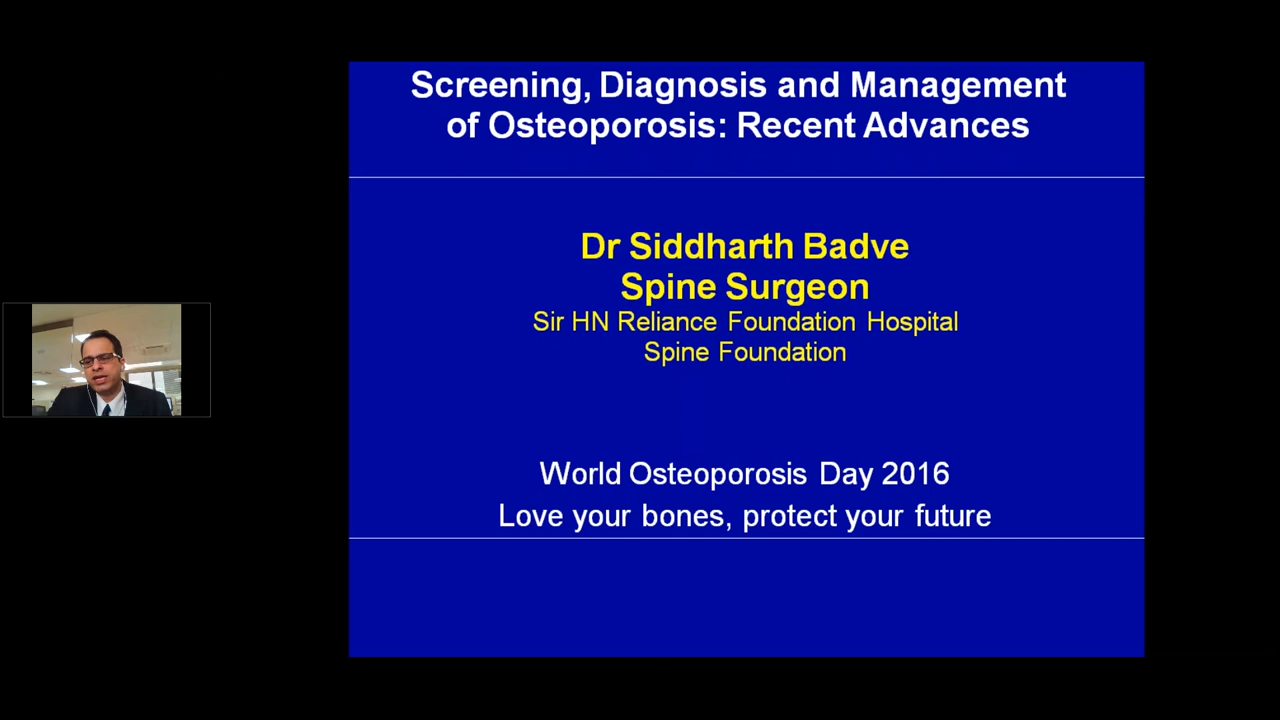 Screening, Diagnosis and Management
of Osteoporosis: Recent Advances
Dr Siddharth Badve
Spine Surgeon
Sir HN Reliance Foundation Hospital
Spine Foundation
World Osteoporosis Day 2016
Love your bones, protect your future